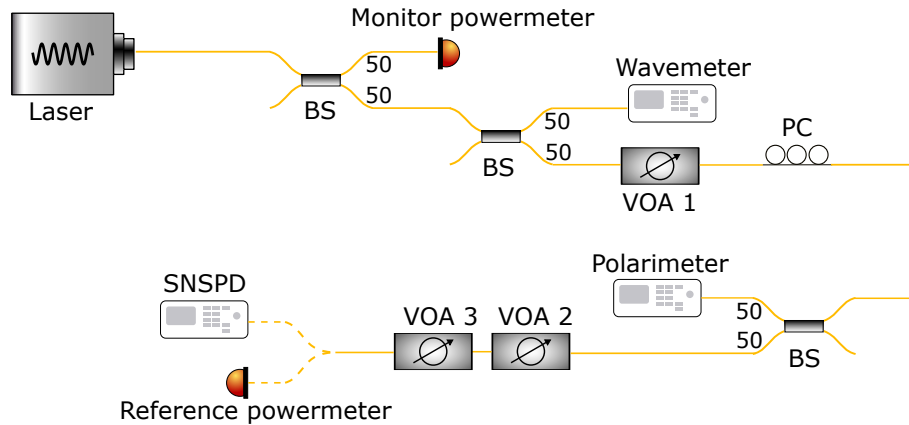 Monitor powermeter
Laser
50
50
BS
Wavemeter
50
50
BS
PC
VOA 1
Polarimeter
SNSPD
VOA 3
VOA 2
50
50
BS
Reference powermeter